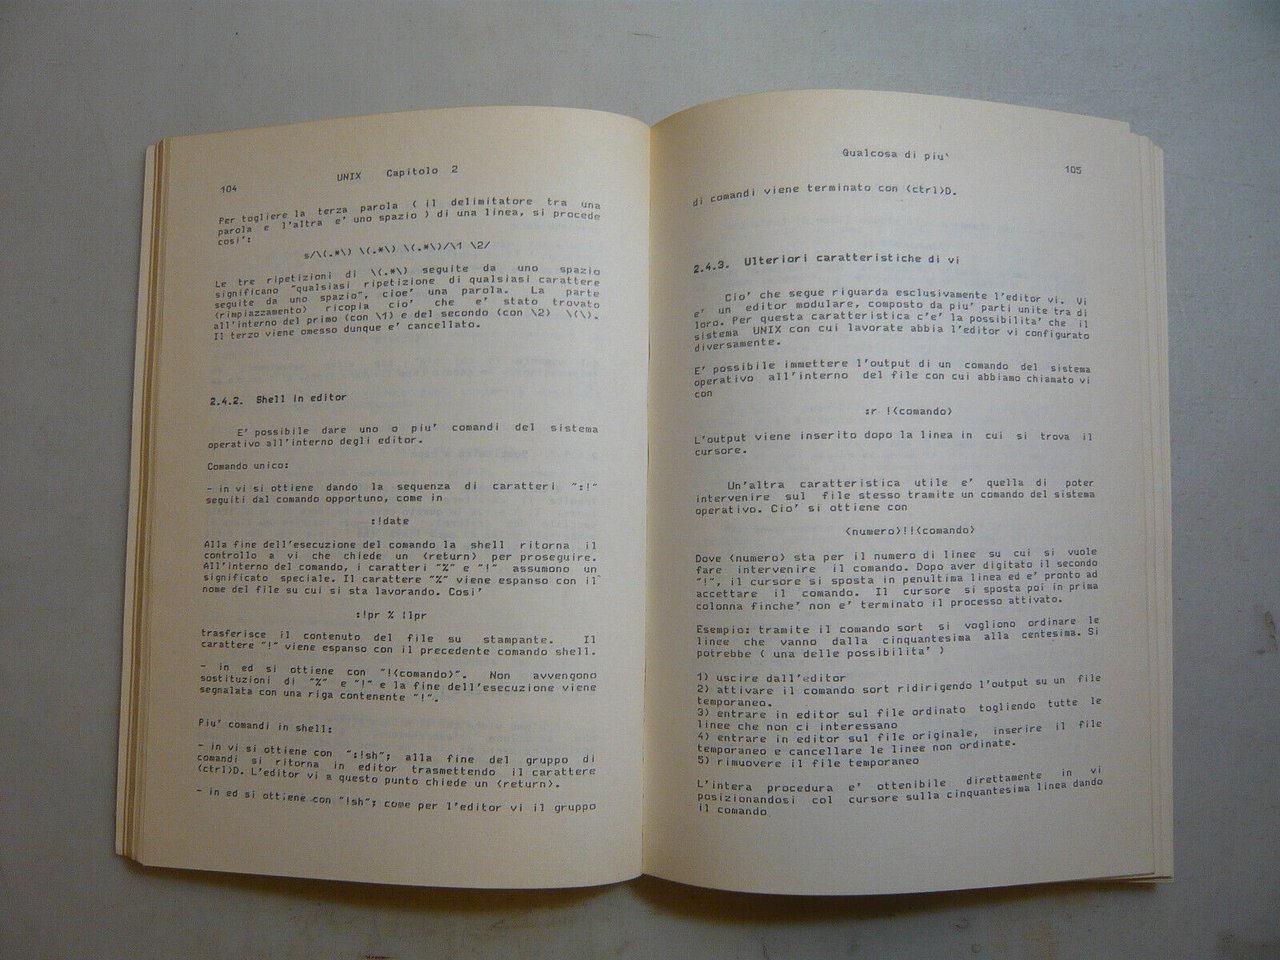 104
UNIX Capitolo 2
Per togliere la terza parola ( il delimitatore tra una
parola e l'altra e' uno spazio ) di una linea, si procede
cosi':
s/\(.*\) \(.*\) \(.*\)/\1 \2/
Le tre ripetizioni di \(.*\) seguite da uno spazio
significano "qualsiasi ripetizione di qualsiasi carattere
seguite da uno spazio", cioe' una parola. La parte
(rimpiazzamento) ricopia cio' che e' stato trovato
all'interno del primo (con \1) e del secondo (con \2) \(\).
Il terzo viene omesso dunque e' cancellato.
2.4.2. Shell in editor
E' possibile dare uno o piu' comandi del sistema
operativo all'interno degli editor.
Comando unico:
- in vi si ottiene dando la sequenza di caratteri ":!"
seguiti dal comando opportuno, come in
:!date
Alla fine dell'esecuzione del comando la shell ritorna il
controllo a vi che chiede un <return> per proseguire.
All'interno del comando, i caratteri "%" e "!" assumono un
significato speciale. Il carattere "%" viene espanso con il
nome del file su cui si sta lavorando. Cosi'
:!pr % |lpr
trasferisce il contenuto del file su stampante. Il
carattere "!" viene espanso con il precedente comando shell.
- in ed si ottiene con "!<comando>". Non avvengono
sostituzioni di "%" e "!" e la fine dell'esecuzione viene
segnalata con una riga contenente "!".
Piu' comandi in shell:
- in vi si ottiene con ":!sh"; alla fine del gruppo di
comandi si ritorna in editor trasmettendo il carattere
<ctrl>D. L'editor vi a questo punto chiede un <return>.
- in ed si ottiene con "!sh"; come per l'editor vi il gruppo
Qualcosa di piu'
105
di comandi viene terminato con <ctrl>D.
2.4.3. Ulteriori caratteristiche di vi
Cio' che segue riguarda esclusivamente l'editor vi. Vi
e' un editor modulare, composto da piu' parti unite tra di
loro. Per questa caratteristica c'e' la possibilita' che il
sistema UNIX con cui lavorate abbia l'editor vi configurato
diversamente.
E' possibile immettere l'output di un comando del sistema
operativo all'interno del file con cui abbiamo chiamato vi
con
:r !<comando>
L'output viene inserito dopo la linea in cui si trova il
cursore.
Un'altra caratteristica utile e' quella di poter
intervenire sul file stesso tramite un comando del sistema
operativo. Cio' si ottiene con
<numero>!!<comando>
Dove <numero> sta per il numero di linee su cui si vuole
fare intervenire il comando. Dopo aver digitato il secondo
"!", il cursore si sposta in penultima linea ed e' pronto ad
accettare il comando. Il cursore si sposta poi in prima
colonna finche' non e' terminato il processo attivato.
Esempio: tramite il comando sort si vogliono ordinare le
linee che vanno dalla cinquantesima alla centesima. Si
potrebbe ( una delle possibilita' )
1) uscire dall'editor
2) attivare il comando sort ridirigendo l'output su un file
temporaneo.
3) entrare in editor sul file ordinato togliendo tutte le
linee che non ci interessano
4) entrare in editor sul file originale, inserire il file
temporaneo e cancellare le linee non ordinate.
5) rimuovere il file temporaneo
L'intera procedura e' ottenibile direttamente in vi
posizionandosi col cursore sulla cinquantesima linea dando
il comando